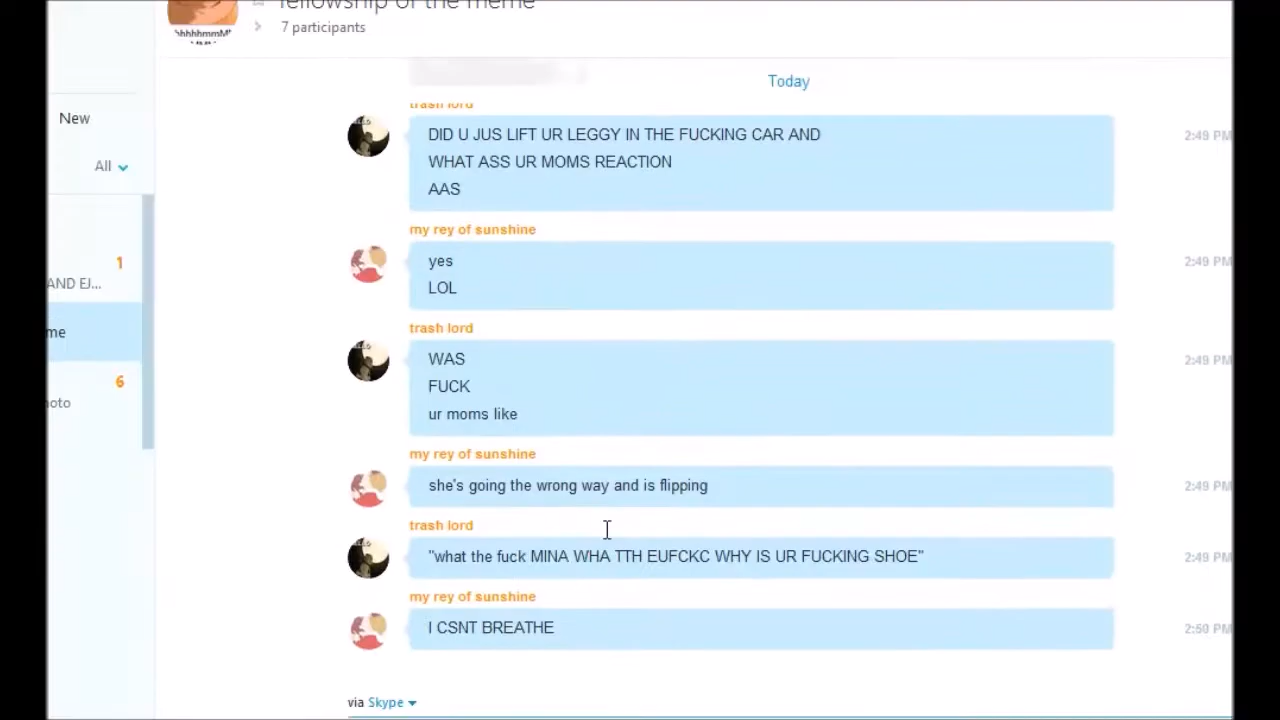 fellowship of the meme
7 participants
Today
New
All
trash lord
DID U JUS LIFT UR LEGGY IN THE FUCKING CAR AND
2:49 PM
WHAT ASS UR MOMS REACTION
AAS
my rey of sunshine
yes
2:49 PM
LOL
1
AND EJ...
trash lord
me
WAS
2:49 PM
FUCK
6
oto
ur moms like
my rey of sunshine
she's going the wrong way and is flipping
2:49 PM
trash lord
"what the fuck MINA WHA TTH EUFCKC WHY IS UR FUCKING SHOE"
2:49 PM
my rey of sunshine
I CSNT BREATHE
2:50 PM
via Skype